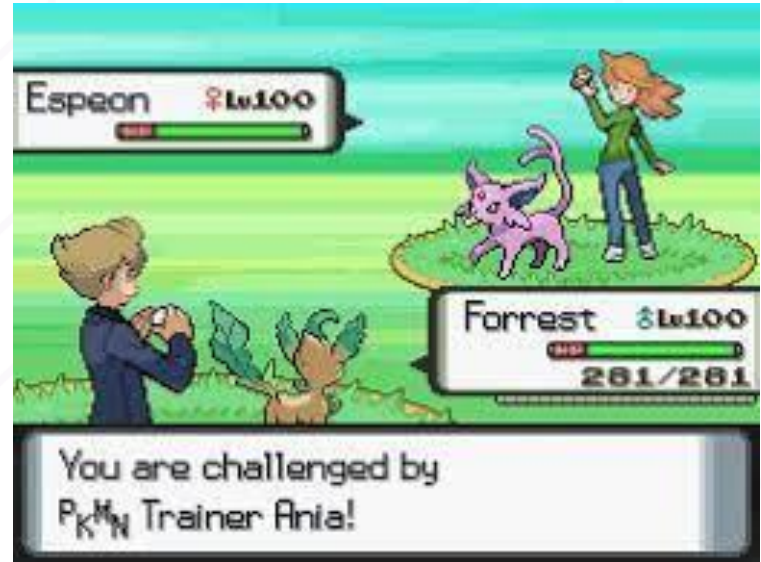 Espeon ♀Lv100
Forrest ♂Lv100
281/281
You are challenged by
PKMN Trainer Ania!